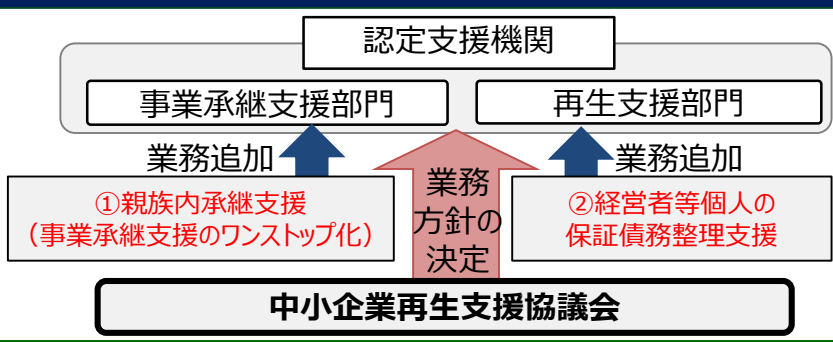 認定支援機関
事業承継支援部門
再生支援部門
業務追加
業務追加
①親族内承継支援
（事業承継支援のワンストップ化）
業務
方針の
決定
②経営者等個人の
保証債務整理支援
中小企業再生支援協議会